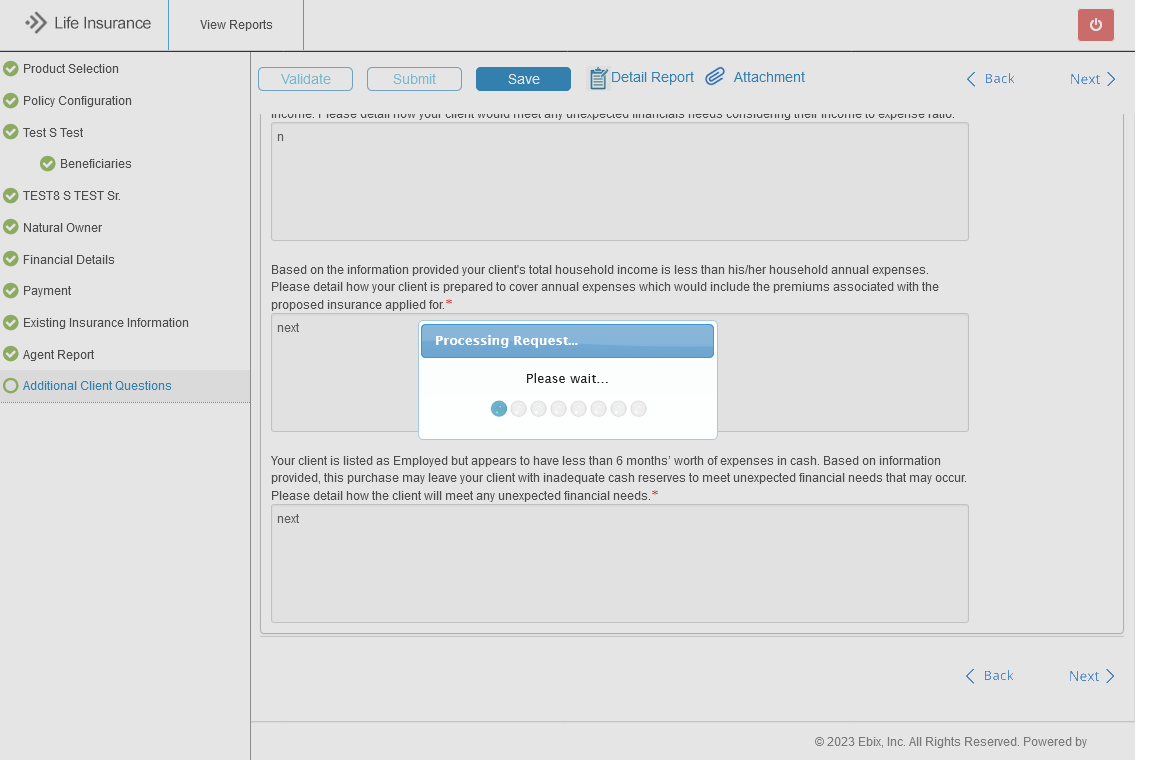 Life Insurance
View Reports
Product Selection
Policy Configuration
Test S Test
Beneficiaries
TEST8 S TEST Sr.
Natural Owner
Financial Details
Payment
Existing Insurance Information
Agent Report
Additional Client Questions
Validate
Submit
Save
Detail Report
Attachment
Back
Next
income. Please detail how your client would meet any unexpected financials needs considering their income to expense ratio.
n
Based on the information provided your client's total household income is less than his/her household annual expenses.
Please detail how your client is prepared to cover annual expenses which would include the premiums associated with the
proposed insurance applied for.*
next
Processing Request...
Please wait...
Your client is listed as Employed but appears to have less than 6 months' worth of expenses in cash. Based on information
provided, this purchase may leave your client with inadequate cash reserves to meet unexpected financial needs that may occur.
Please detail how the client will meet any unexpected financial needs.*
next
Back
Next
© 2023 Ebix, Inc. All Rights Reserved. Powered by